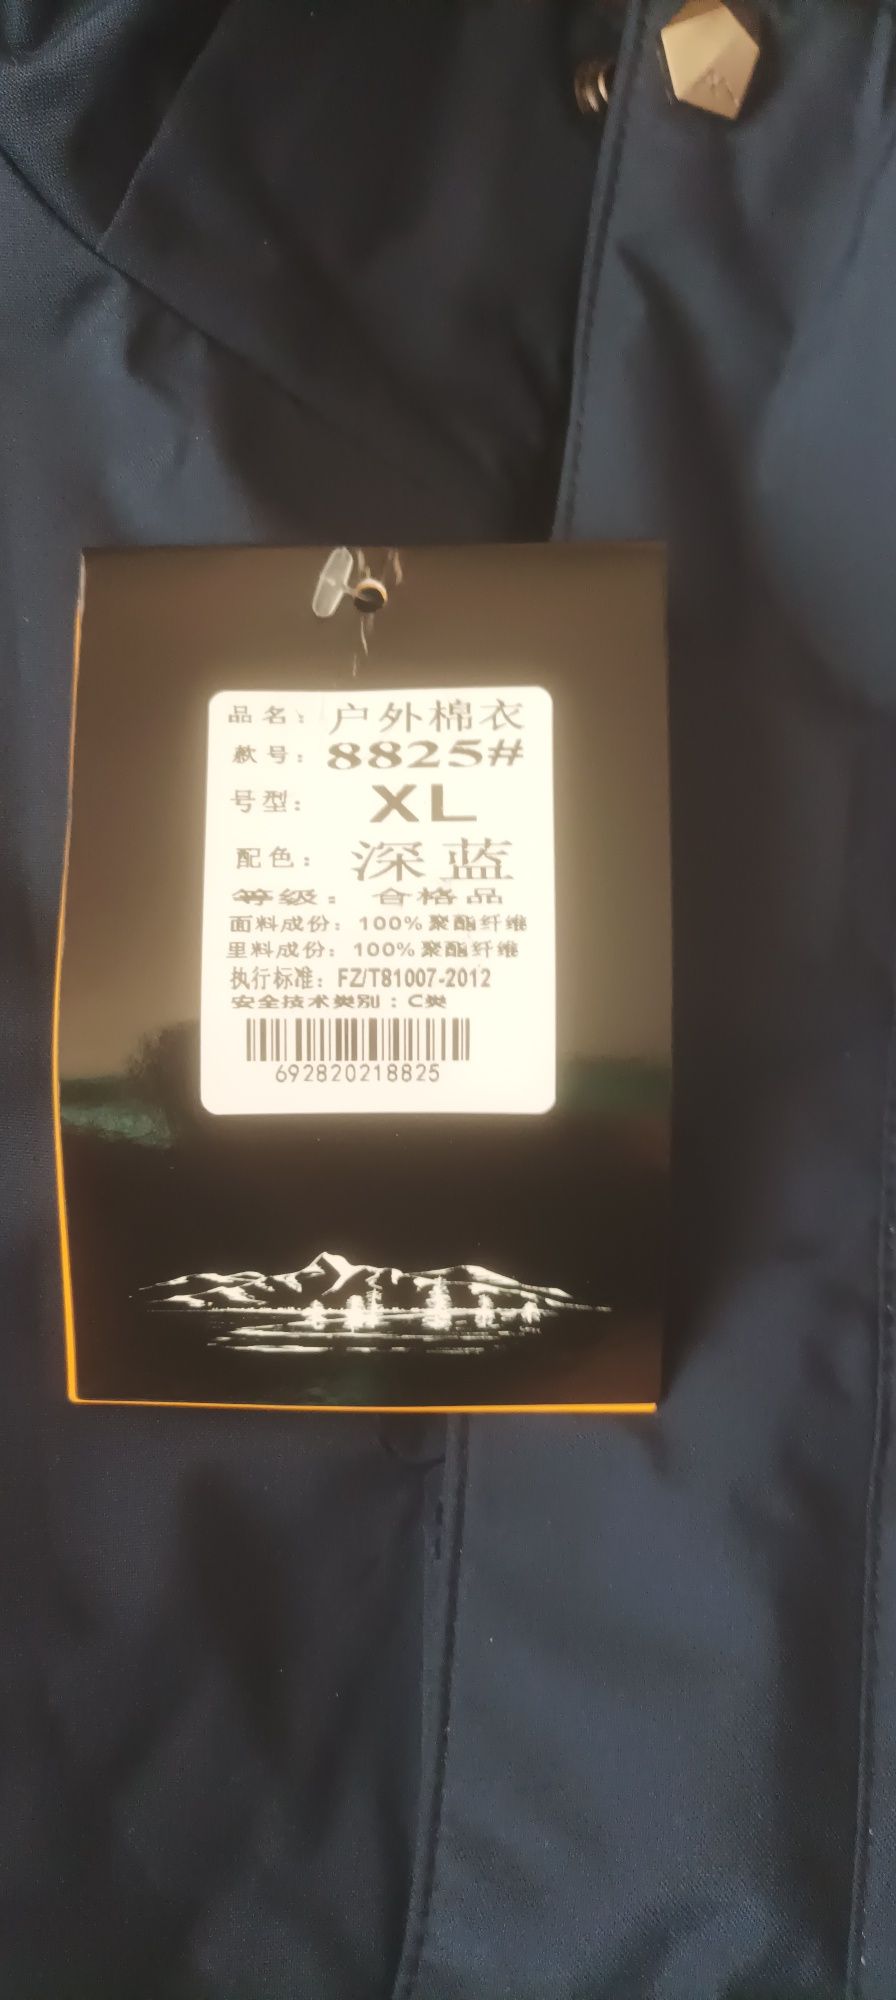 品名：户外棉衣
款号：8825#
号型：XL
配色：深蓝
等级：合格品
面料成份：100%聚酯纤维
里料成份：100%聚酯纤维
执行标准：FZ/T81007-2012
安全技术类别：C类
692820218825